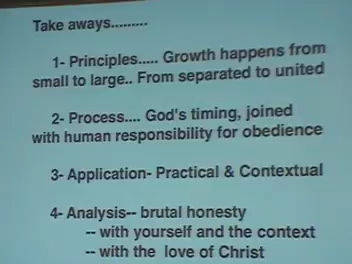 Take aways.........
1- Principles..... Growth happens from
small to large.. From separated to united
2- Process.... God's timing, joined
with human responsibility for obedience
3- Application- Practical & Contextual
4- Analysis-- brutal honesty
-- with yourself and the context
-- with the love of Christ